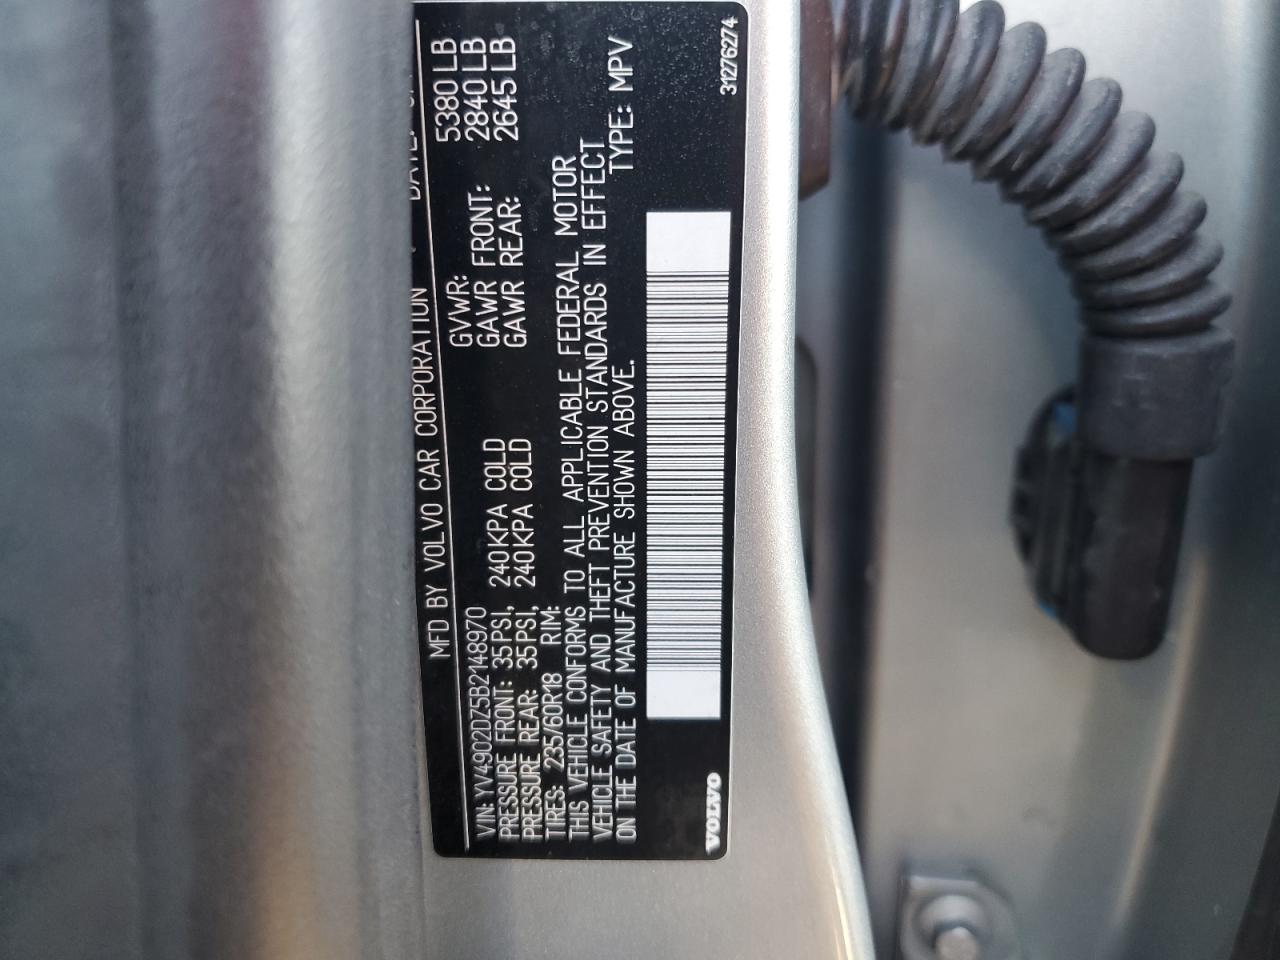 MFD BY VOLVO CAR CORPORATION
VIN: YV4902DZ5B2148970
GVWR: 5380 LB
PRESSURE FRONT: 35PSI, 240KPA COLD GAWR FRONT: 2840 LB
PRESSURE REAR: 35PSI, 240KPA COLD GAWR REAR: 2645 LB
TIRES: 235/60R18 RIM:
THIS VEHICLE CONFORMS TO ALL APPLICABLE FEDERAL MOTOR
VEHICLE SAFETY AND THEFT PREVENTION STANDARDS IN EFFECT
ON THE DATE OF MANUFACTURE SHOWN ABOVE. TYPE: MPV
VOLVO
31276274